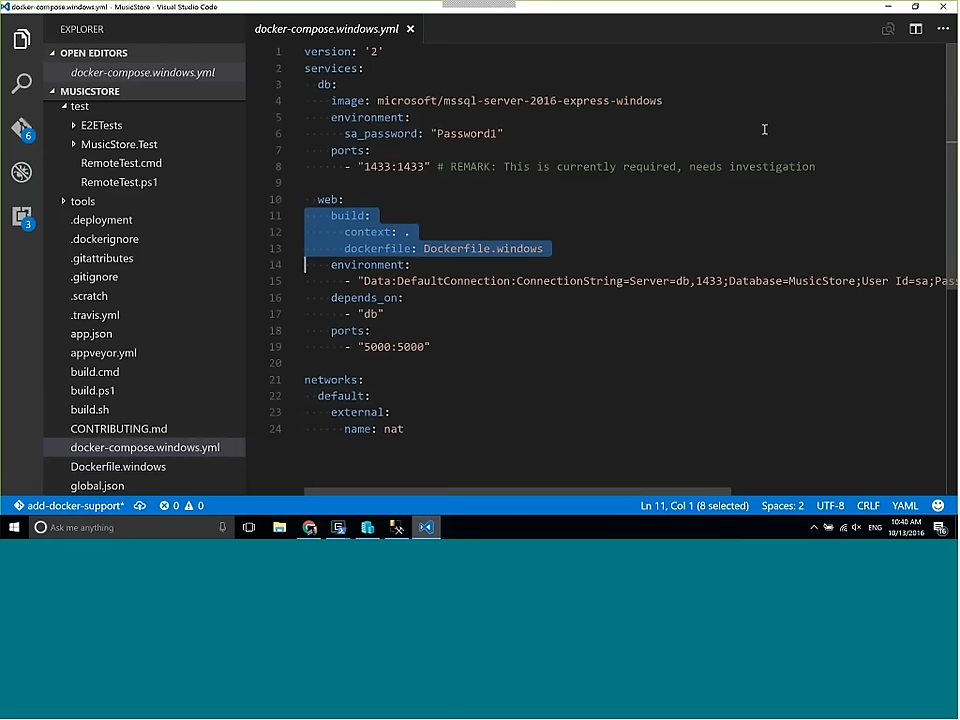 docker-compose.windows.yml - MusicStore - Visual Studio Code
EXPLORER
OPEN EDITORS
docker-compose.windows.yml
MUSICSTORE
test
E2ETests
MusicStore.Test
RemoteTest.cmd
RemoteTest.ps1
tools
.deployment
.dockerignore
.gitattributes
.gitignore
.scratch
.travis.yml
app.json
appveyor.yml
build.cmd
build.ps1
build.sh
CONTRIBUTING.md
docker-compose.windows.yml
Dockerfile.windows
global.json
6
3
docker-compose.windows.yml
1 version: '2'
2 services:
3 db:
4 image: microsoft/mssql-server-2016-express-windows
5 environment:
6 sa_password: "Password1"
7 ports:
8 - "1433:1433" # REMARK: This is currently required, needs investigation
9
10 web:
11 build:
12 context: .
13 dockerfile: Dockerfile.windows
14 environment:
15 - "Data:DefaultConnection:ConnectionString=Server=db,1433;Database=MusicStore;User Id=sa;Pas
16 depends_on:
17 - "db"
18 ports:
19 - "5000:5000"
20
21 networks:
22 default:
23 external:
24 name: nat
add-docker-support* 0 0 Ln 11, Col 1 (8 selected) Spaces: 2 UTF-8 CRLF YAML
Ask me anything ENG 10:40 AM
10/13/2016
16